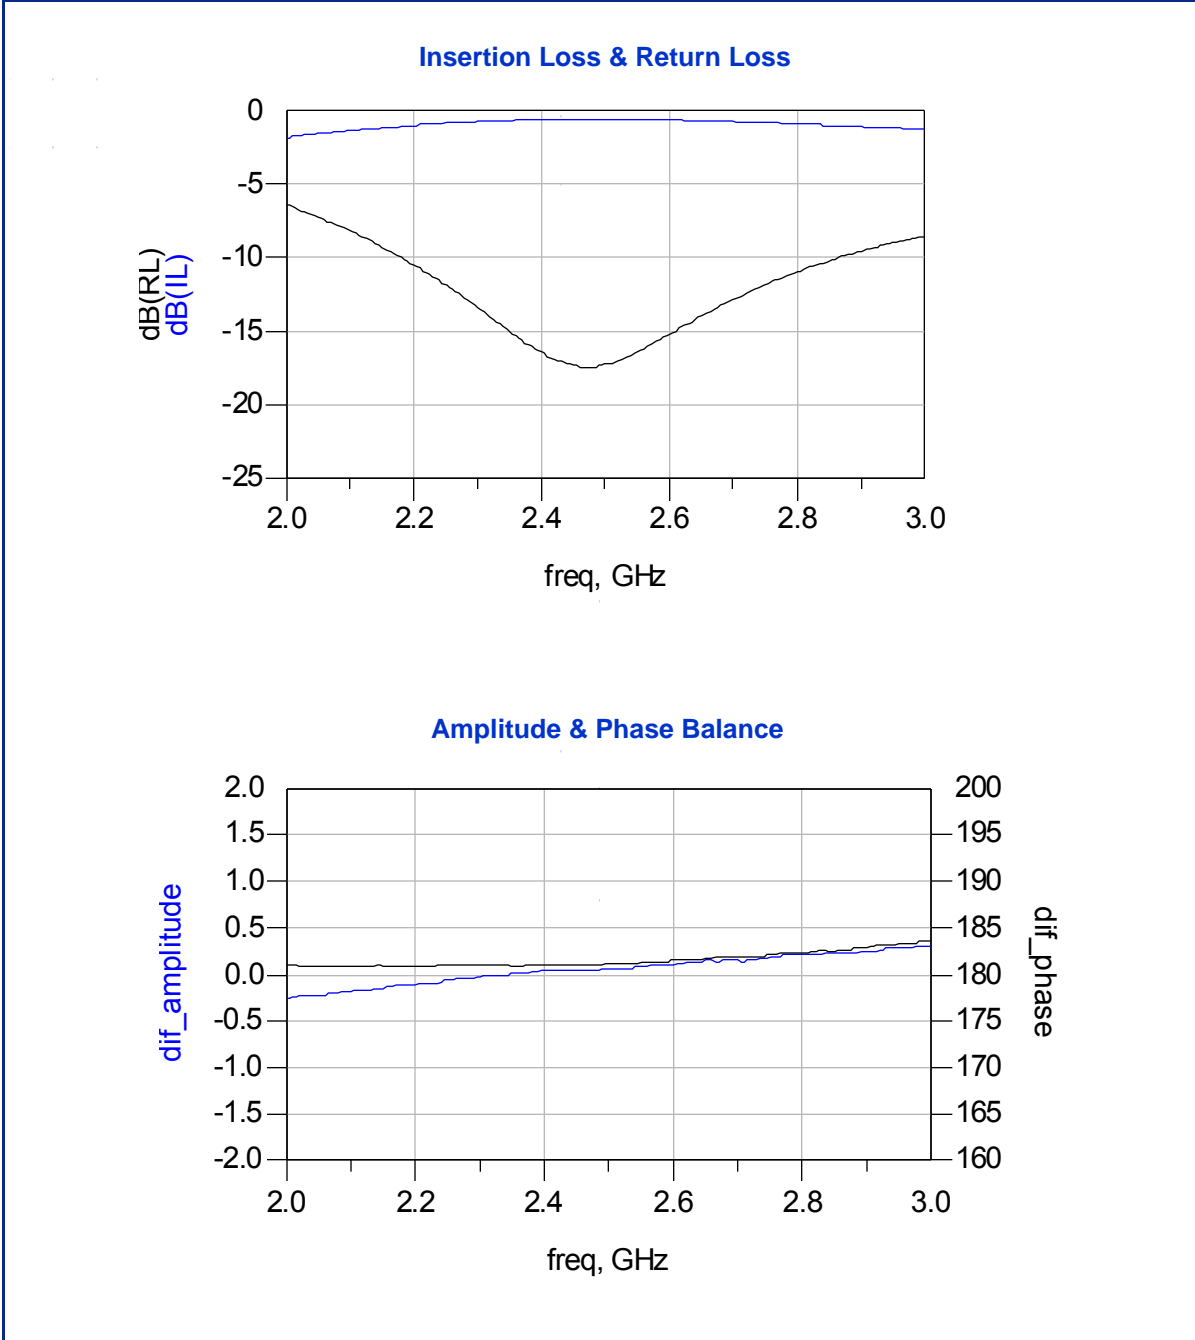 Insertion Loss & Return Loss
0
-5
-10
-15
-20
-25
dB(RL)
dB(IL)
2.0 2.2 2.4 2.6 2.8 3.0
freq, GHz
Amplitude & Phase Balance
2.0 200
1.5 195
1.0 190
0.5 185
0.0 180
-0.5 175
-1.0 170
-1.5 165
-2.0 160
dif_amplitude
dif_phase
2.0 2.2 2.4 2.6 2.8 3.0
freq, GHz